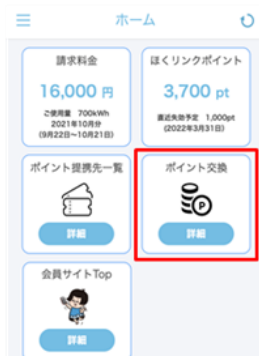 ホーム
請求料金
16,000 円
ご使用量 700kWh
2021年10月分
(9月22日~10月21日)
ほくリンクポイント
3,700 pt
直近失効予定 1,000pt
(2022年3月31日)
ポイント提携先一覧
詳細
ポイント交換
P
詳細
会員サイトTop
詳細